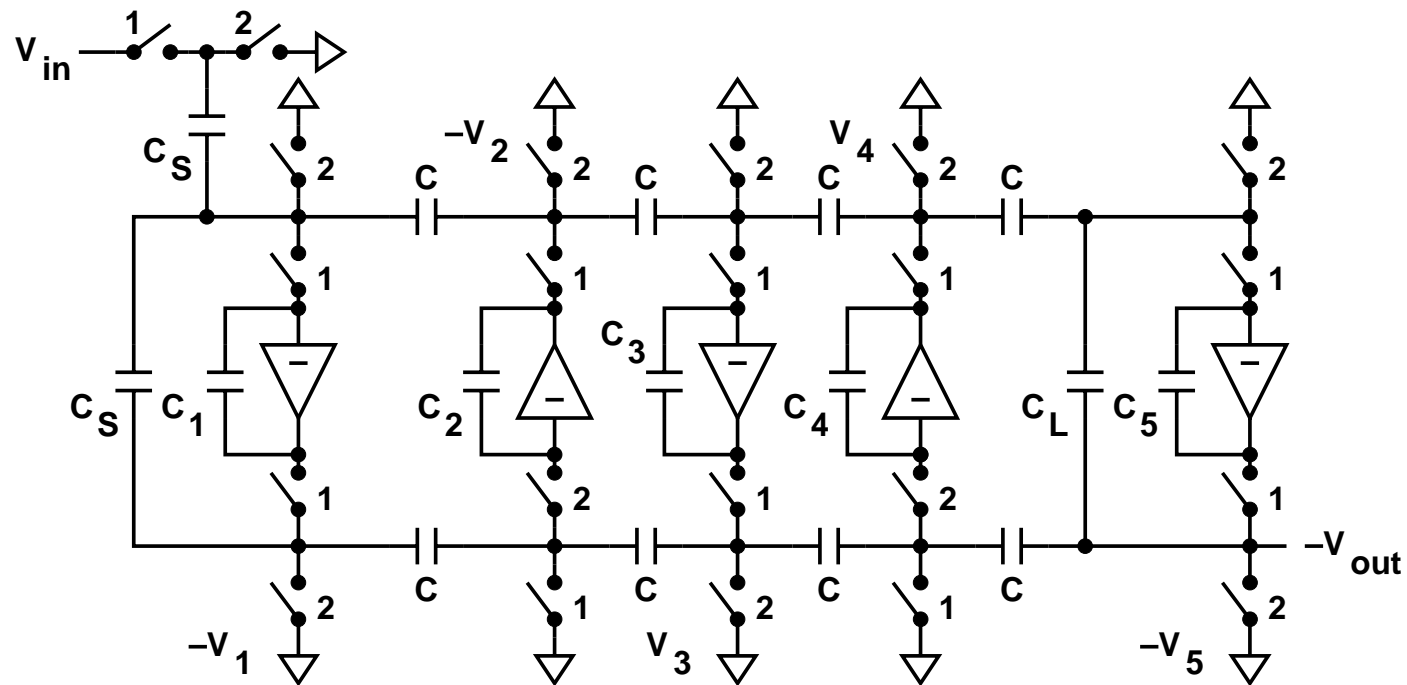 1 2
V in
C S –V 2 V 4
2 2 2 2 2
C C C C
1 1 1 1 1
C 3
C S C 1 C 2 C 4 C L C 5
1 2 1 2 1
–V out
2 C 1 C 2 C 1 C 2
–V 1 V 3 –V 5